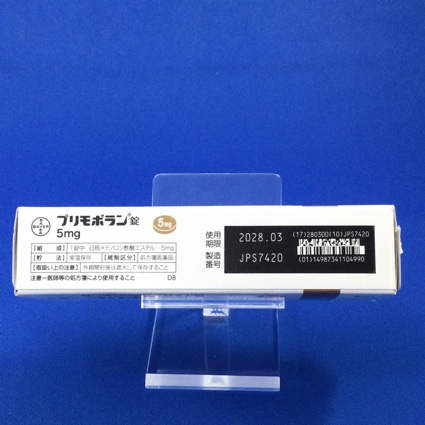 BAYER
プリモボラン®錠 5mg
5mg
【組 成】 1錠中 日局メテノロン酢酸エステル・5mg
【貯 法】 室温保存 【規制区分】 処方箋医薬品
【取扱い上の注意】 外箱開封後は遮光して保存すること
注意-医師等の処方箋により使用すること D8
使用期限 2028.03
製造番号 JPS7420
(17)280300(10)JPS7420
(01)14987341104990